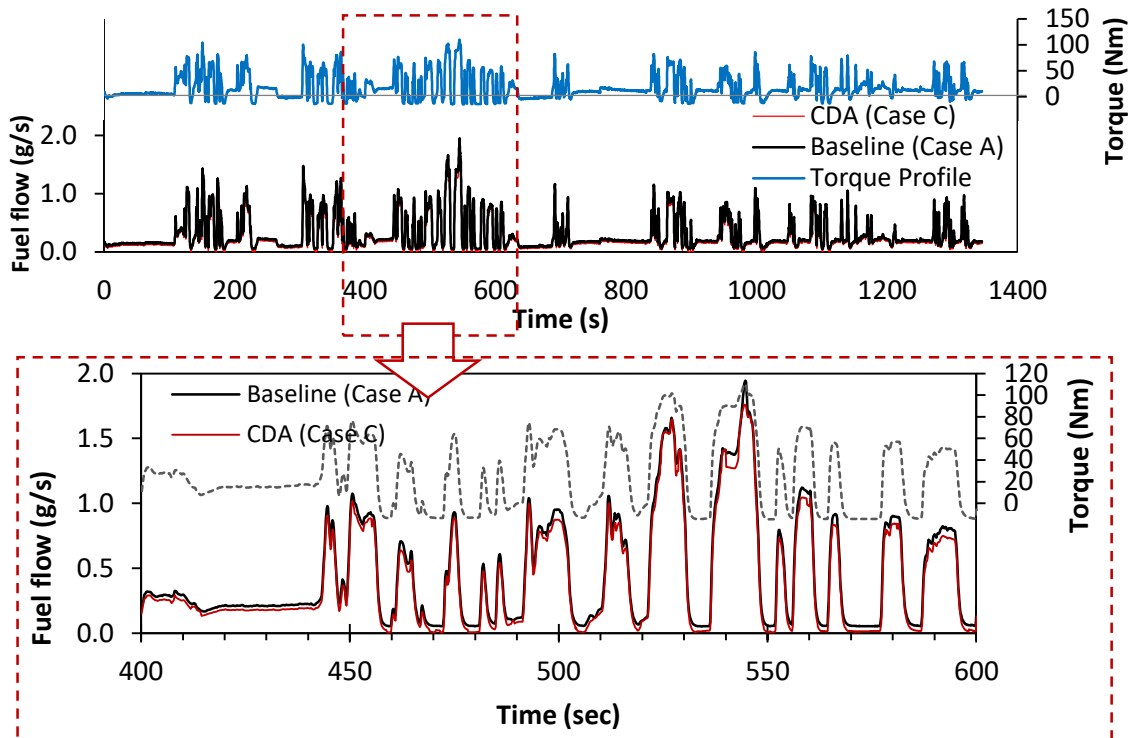 150
100
50
0
Torque (Nm)
CDA (Case C)
Baseline (Case A)
Torque Profile
2.0
1.0
0.0
Fuel flow (g/s)
0 200 400 600 800 1000 1200 1400
Time (s)
2.0
1.5
1.0
0.5
0.0
Fuel flow (g/s)
Baseline (Case A)
CDA (Case C)
120
100
80
60
40
20
0
Torque (Nm)
400 450 500 550 600
Time (sec)